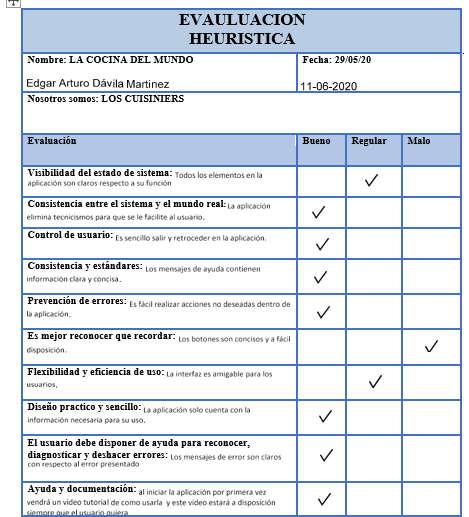 EVAULUACION
HEURISTICA
Nombre: LA COCINA DEL MUNDO
Fecha: 29/05/20
Edgar Arturo Dávila Martinez
11-06-2020
Nosotros somos: LOS CUISINIERS
Evaluación Bueno Regular Malo
Visibilidad del estado de sistema: Todos los elementos en la
aplicación son claros respecto a su función
Consistencia entre el sistema y el mundo real: La aplicación
elimina tecnicismos para que se le facilite al usuario.
Control de usuario: Es sencillo salir y retroceder en la aplicación.
Consistencia y estándares: Los mensajes de ayuda contienen
información clara y concisa.
Prevención de errores: Es fácil realizar acciones no deseadas dentro de
la aplicación.
Es mejor reconocer que recordar: Los botones son concisos y a fácil
disposición.
Flexibilidad y eficiencia de uso: La interfaz es amigable para los
usuarios.
Diseño practico y sencillo: La aplicación solo cuenta con la
información necesaria para su uso.
El usuario debe disponer de ayuda para reconocer,
diagnosticar y deshacer errores: Los mensajes de error son claros
con respecto al error presentado
Ayuda y documentación: al iniciar la aplicación por primera vez
vendrá un video tutorial de como usarla y este video estará a disposición
siempre que el usuario quiera